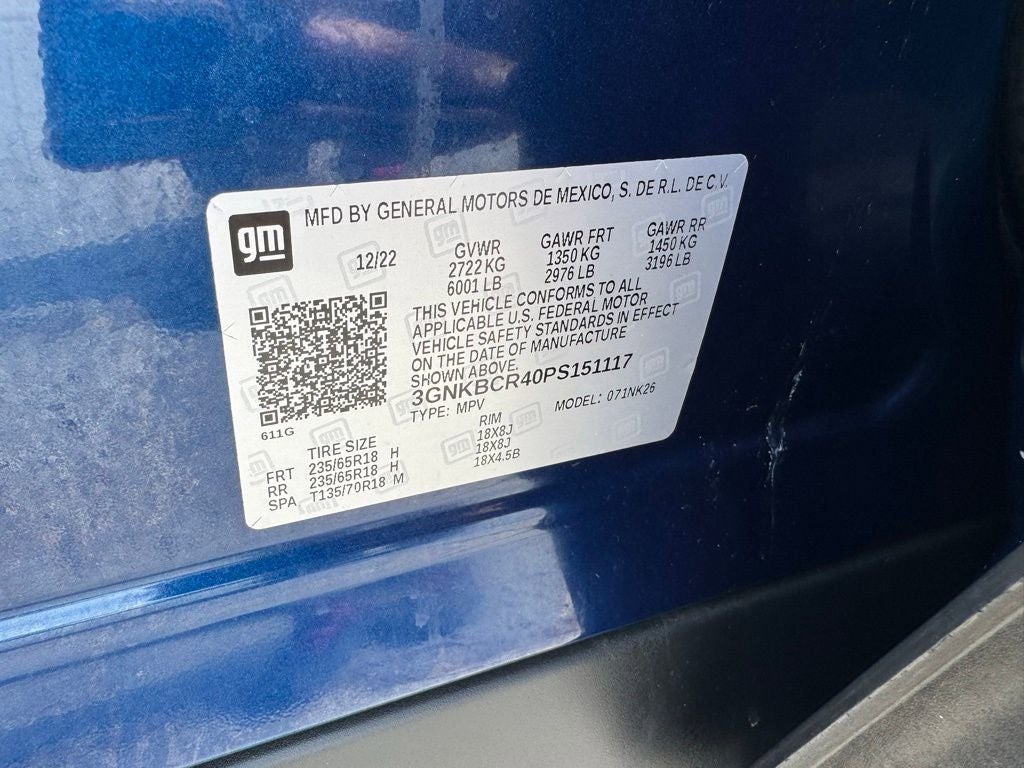 gm
MFD BY GENERAL MOTORS DE MEXICO, S. DE R.L. DE C.V.
12/22
GVWR
2722 KG
6001 LB
GAWR FRT
1350 KG
2976 LB
GAWR RR
1450 KG
3196 LB
THIS VEHICLE CONFORMS TO ALL
APPLICABLE U.S. FEDERAL MOTOR
VEHICLE SAFETY STANDARDS IN EFFECT
ON THE DATE OF MANUFACTURE
SHOWN ABOVE.
3GNKBCR40PS151117
TYPE: MPV MODEL: 071NK26
611G
TIRE SIZE RIM
FRT 235/65R18 H 18X8J
RR 235/65R18 H 18X8J
SPA T135/70R18 M 18X4.5B